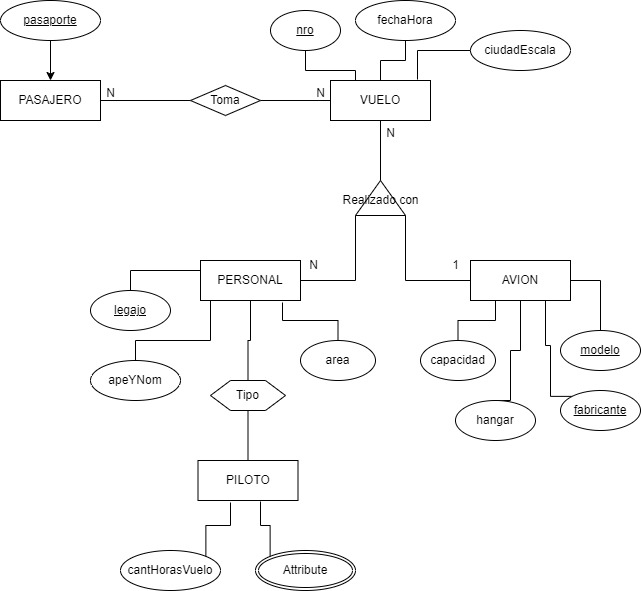 pasaporte
nro
fechaHora
ciudadEscala
PASAJERO
N
Toma
N
VUELO
N
Realizado con
PERSONAL
N
1
AVION
legajo
apeYNom
area
capacidad
modelo
hangar
fabricante
Tipo
PILOTO
cantHorasVuelo
Attribute